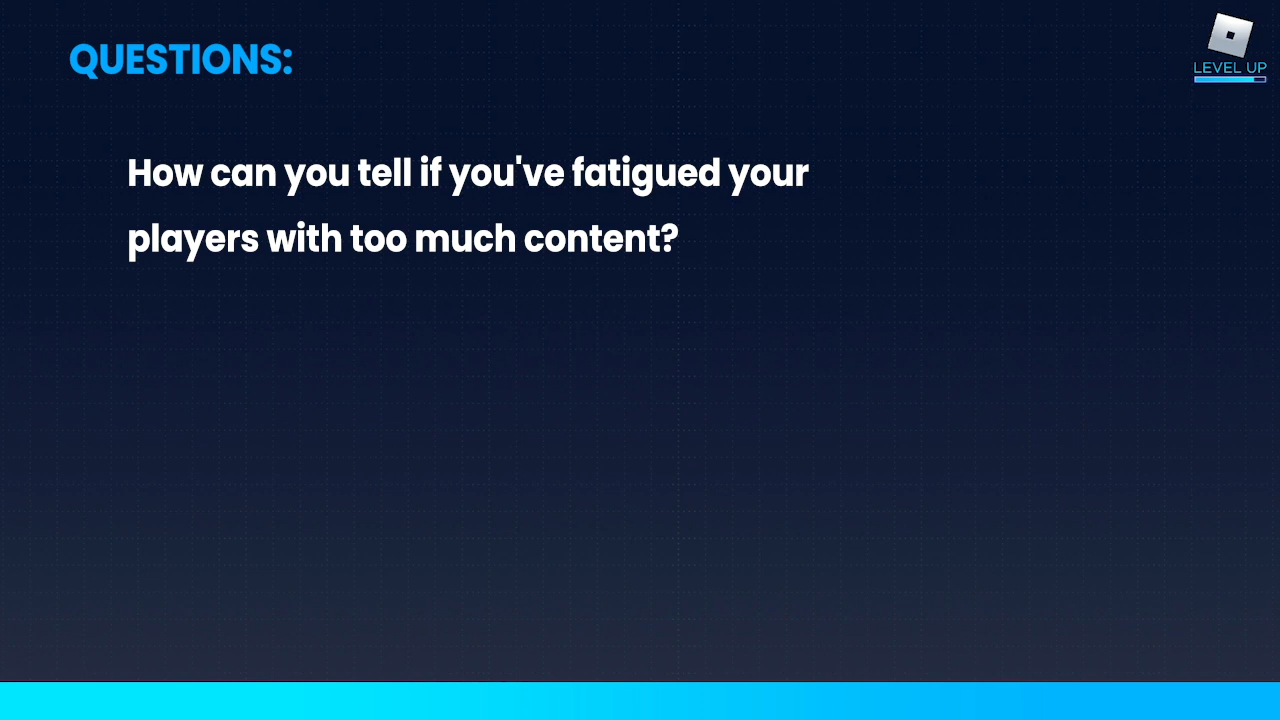 QUESTIONS:
LEVEL UP
How can you tell if you've fatigued your
players with too much content?